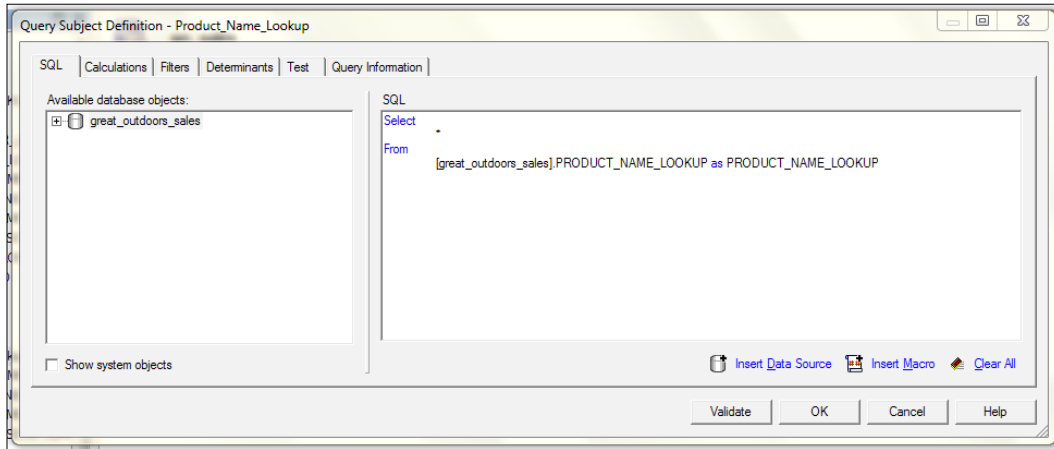 Query Subject Definition - Product_Name_Lookup
SQL Calculations Filters Determinants Test Query Information
Available database objects:
great_outdoors_sales
Show system objects
SQL
Select
*
From
[great_outdoors_sales].PRODUCT_NAME_LOOKUP as PRODUCT_NAME_LOOKUP
Insert Data Source Insert Macro Clear All
Validate OK Cancel Help